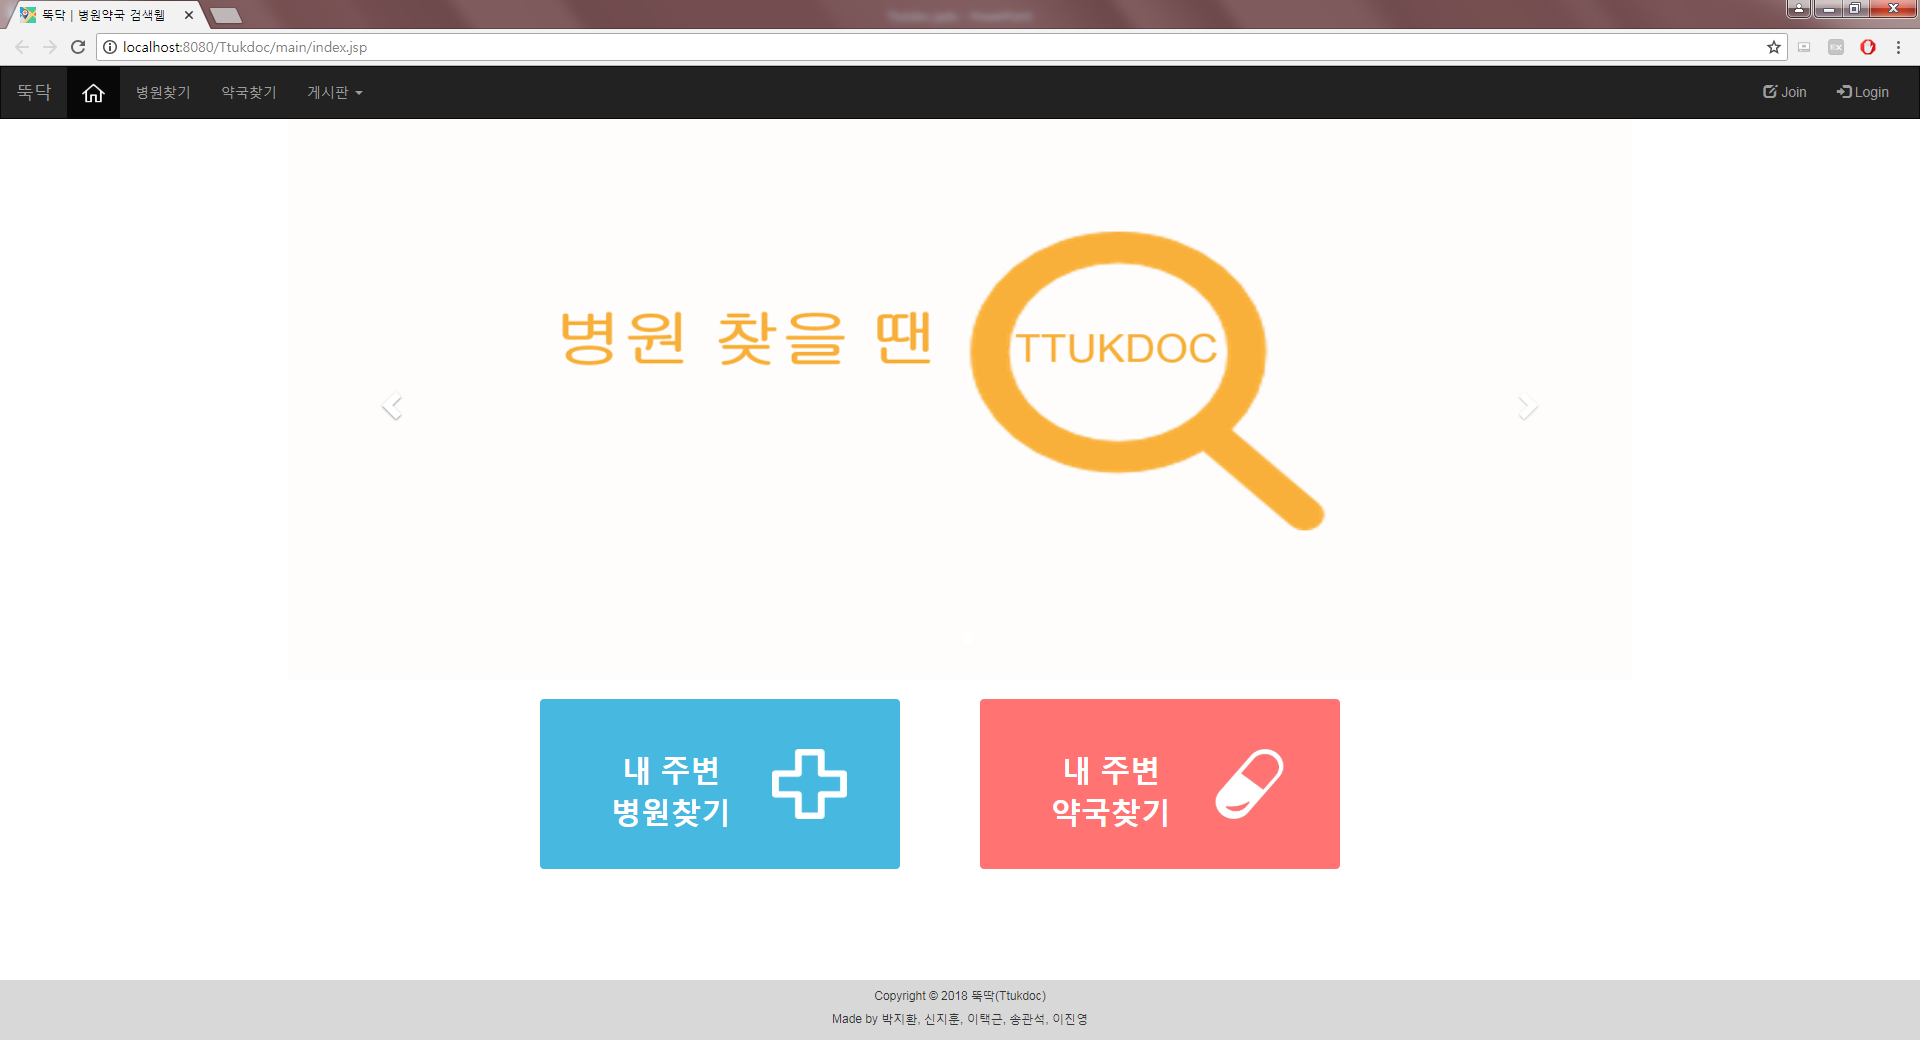 뚝닥 | 병원약국 검색웹
localhost:8080/Ttukdoc/main/index.jsp
뚝닥 병원찾기 약국찾기 게시판 Join Login
병원 찾을 땐 TTUKDOC
내 주변
병원찾기
내 주변
약국찾기
Copyright © 2018 뚝딱(Ttukdoc)
Made by 박지환, 신지훈, 이택근, 송관석, 이진영